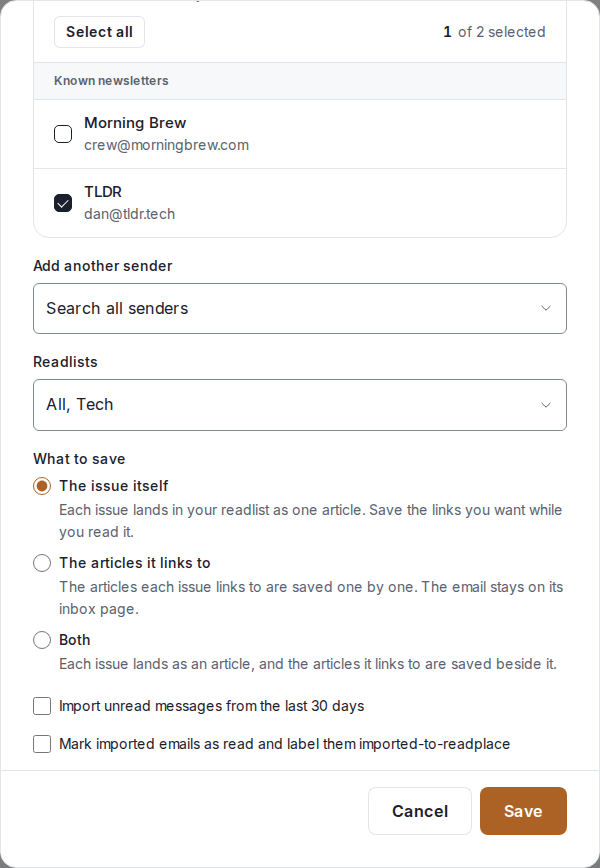 Select all
1 of 2 selected
Known newsletters
Morning Brew
crew@morningbrew.com
TLDR
dan@tldr.tech
Add another sender
Search all senders
Readlists
All, Tech
What to save
The issue itself
Each issue lands in your readlist as one article. Save the links you want while
you read it.
The articles it links to
The articles each issue links to are saved one by one. The email stays on its
inbox page.
Both
Each issue lands as an article, and the articles it links to are saved beside it.
Import unread messages from the last 30 days
Mark imported emails as read and label them imported-to-readplace
Cancel
Save